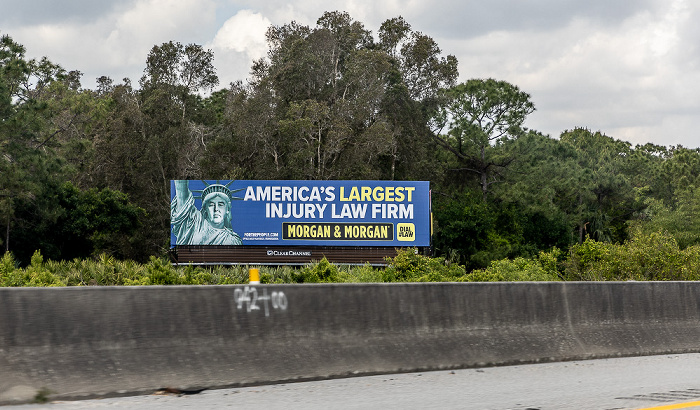 AMERICA'S LARGEST
INJURY LAW FIRM
MORGAN & MORGAN
FORTHEPEOPLE.COM
DIAL
#LAW
CLEAR CHANNEL
942+00